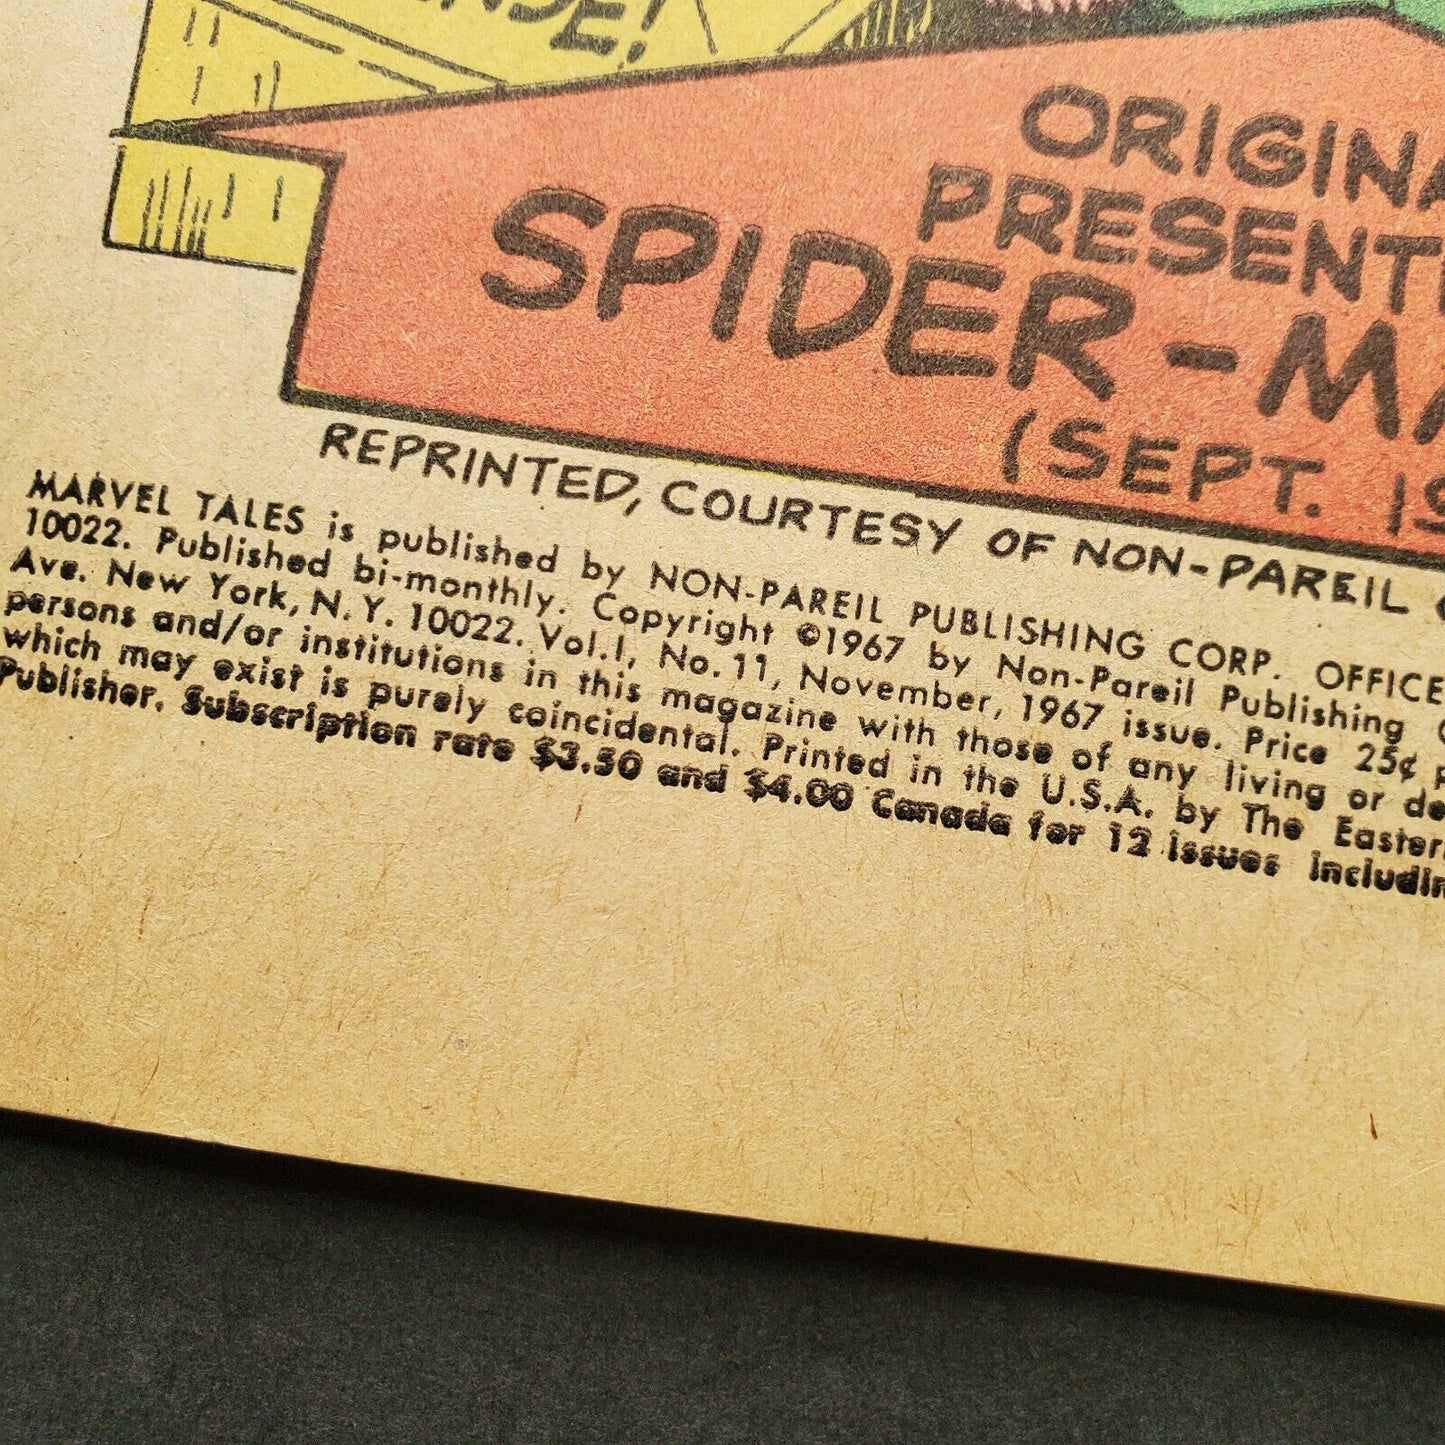 ORIGINA
PRESENT
SPIDER-MA
(SEPT. 19
REPRINTED, COURTESY OF NON-PAREIL
MARVEL TALES is published by NON-PAREIL PUBLISHING CORP. OFFICE
10022. Published bi-monthly. Copyright ©1967 by Non-Pareil Publishing
Ave. New York, N. Y. 10022. Vol.1, No. 11, November, 1967 issue. Price 25¢ p
persons and/or institutions in this magazine with those of any living or de
which may exist is purely coincidental. Printed in the U.S.A. by The Easter
Publisher. Subscription rate $3.50 and $4.00 Canada for 12 issues includin